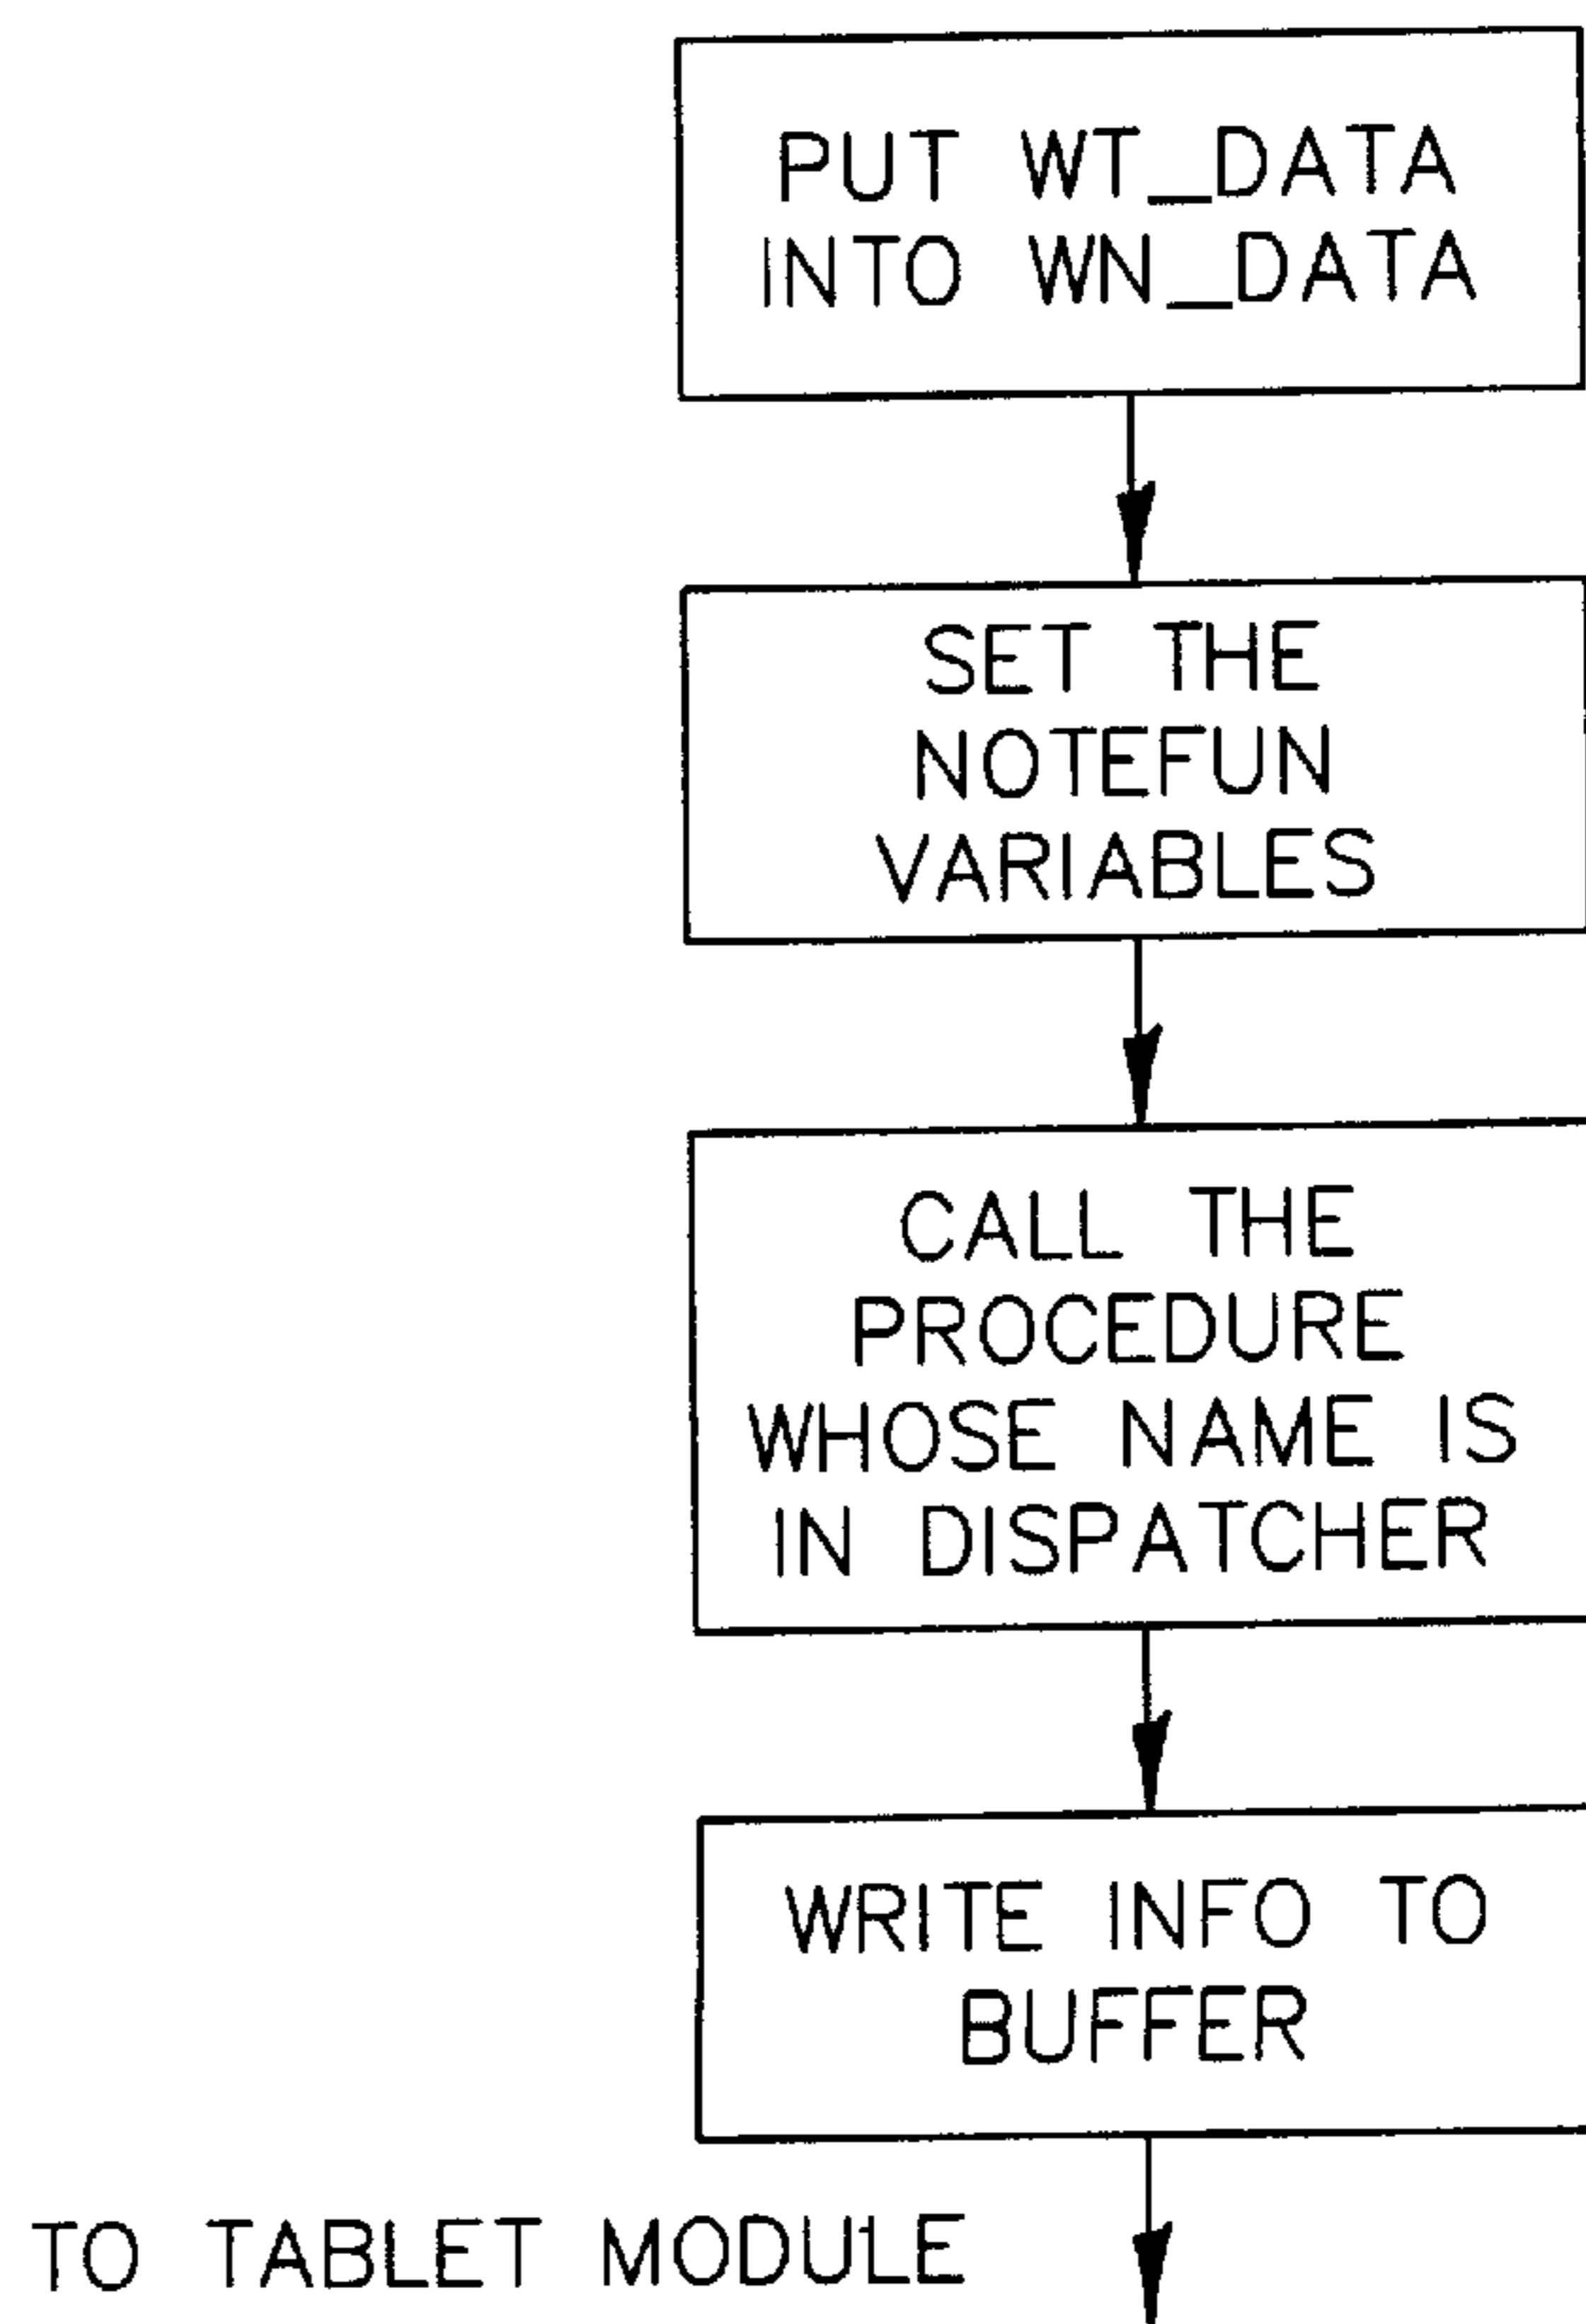 PUT WT_DATA
INTO WN_DATA
SET THE
NOTEFUN
VARIABLES
CALL THE
PROCEDURE
WHOSE NAME IS
IN DISPATCHER
WRITE INFO TO
BUFFER
TO TABLET MODULE